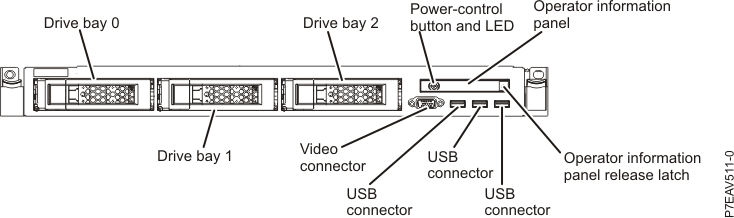 Drive bay 0
Drive bay 2
Power-control
button and LED
Operator information
panel
Drive bay 1
Video
connector
USB
connector
USB
connector
USB
connector
Operator information
panel release latch
P7EAV511-0